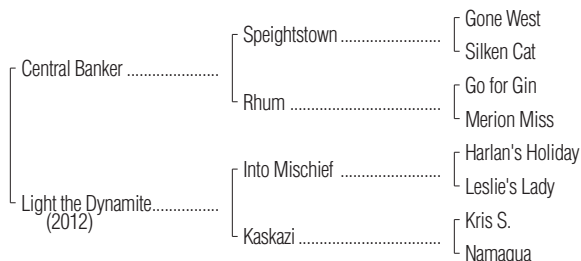 Gone West
Speightstown ......................
Silken Cat
Central Banker ....................
Go for Gin
Rhum .................................
Merion Miss
Harlan's Holiday
Into Mischief ......................
Leslie's Lady
Light the Dynamite................
(2012)
Kris S.
Kaskazi ...............................
Namaqua